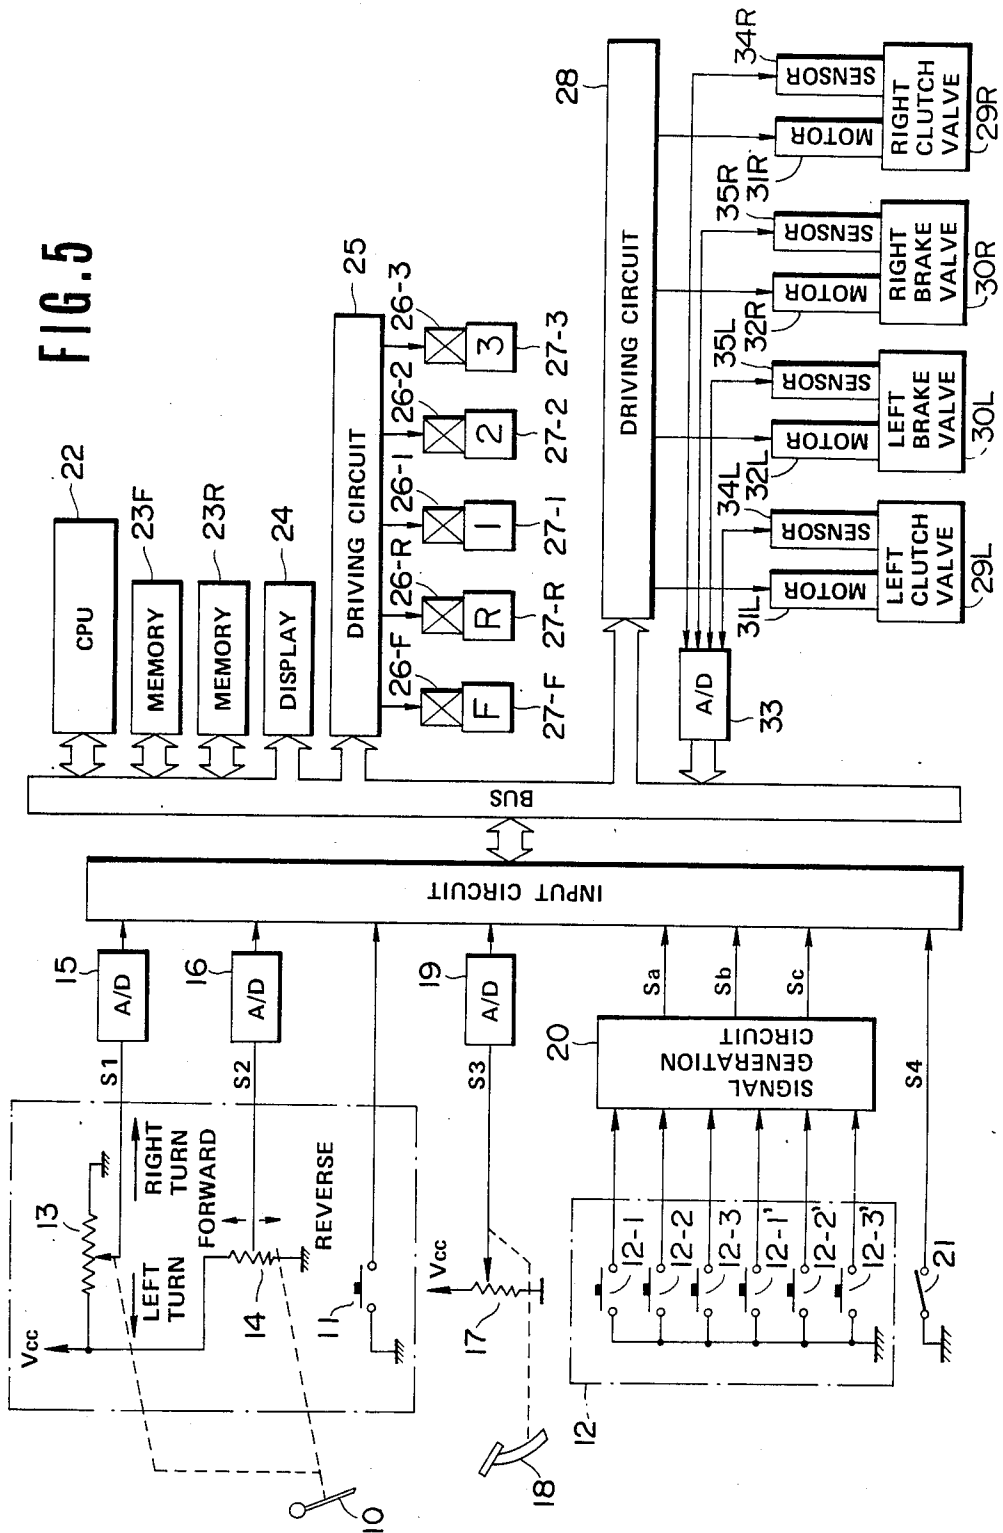 FIG.5
CPU
22
MEMORY
23F
MEMORY
23R
DISPLAY
24
DRIVING CIRCUIT
25
26-F
F
27-F
26-R
R
27-R
26-1
1
27-1
26-2
2
27-2
26-3
3
27-3
DRIVING CIRCUIT
28
A/D
33
MOTOR
31L
SENSOR
34L
LEFT
CLUTCH
VALVE
29L
MOTOR
32L
SENSOR
35L
LEFT
BRAKE
VALVE
30L
MOTOR
32R
SENSOR
35R
RIGHT
BRAKE
VALVE
30R
MOTOR
31R
SENSOR
34R
RIGHT
CLUTCH
VALVE
29R
BUS
INPUT CIRCUIT
15
A/D
S1
16
A/D
S2
19
A/D
S3
Sa
Sb
Sc
20
SIGNAL
GENERATION
CIRCUIT
S4
13
Vcc
LEFT
TURN
RIGHT
TURN
FORWARD
REVERSE
14
11
10
Vcc
17
18
12
12-1
12-2
12-3
12-1'
12-2'
12-3'
21